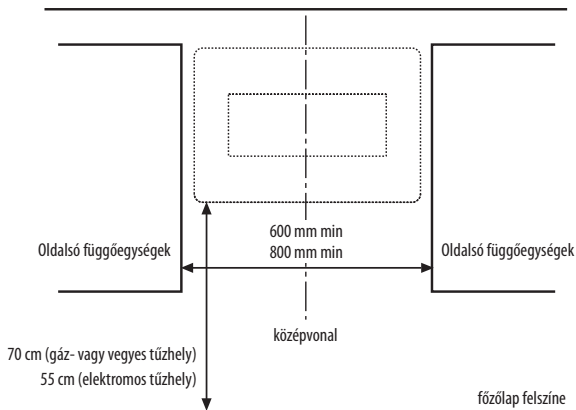 600 mm min
800 mm min
Oldalsó függőegységek
Oldalsó függőegységek
középvonal
70 cm (gáz- vagy vegyes tűzhely)
55 cm (elektromos tűzhely)
főzőlap felszíne